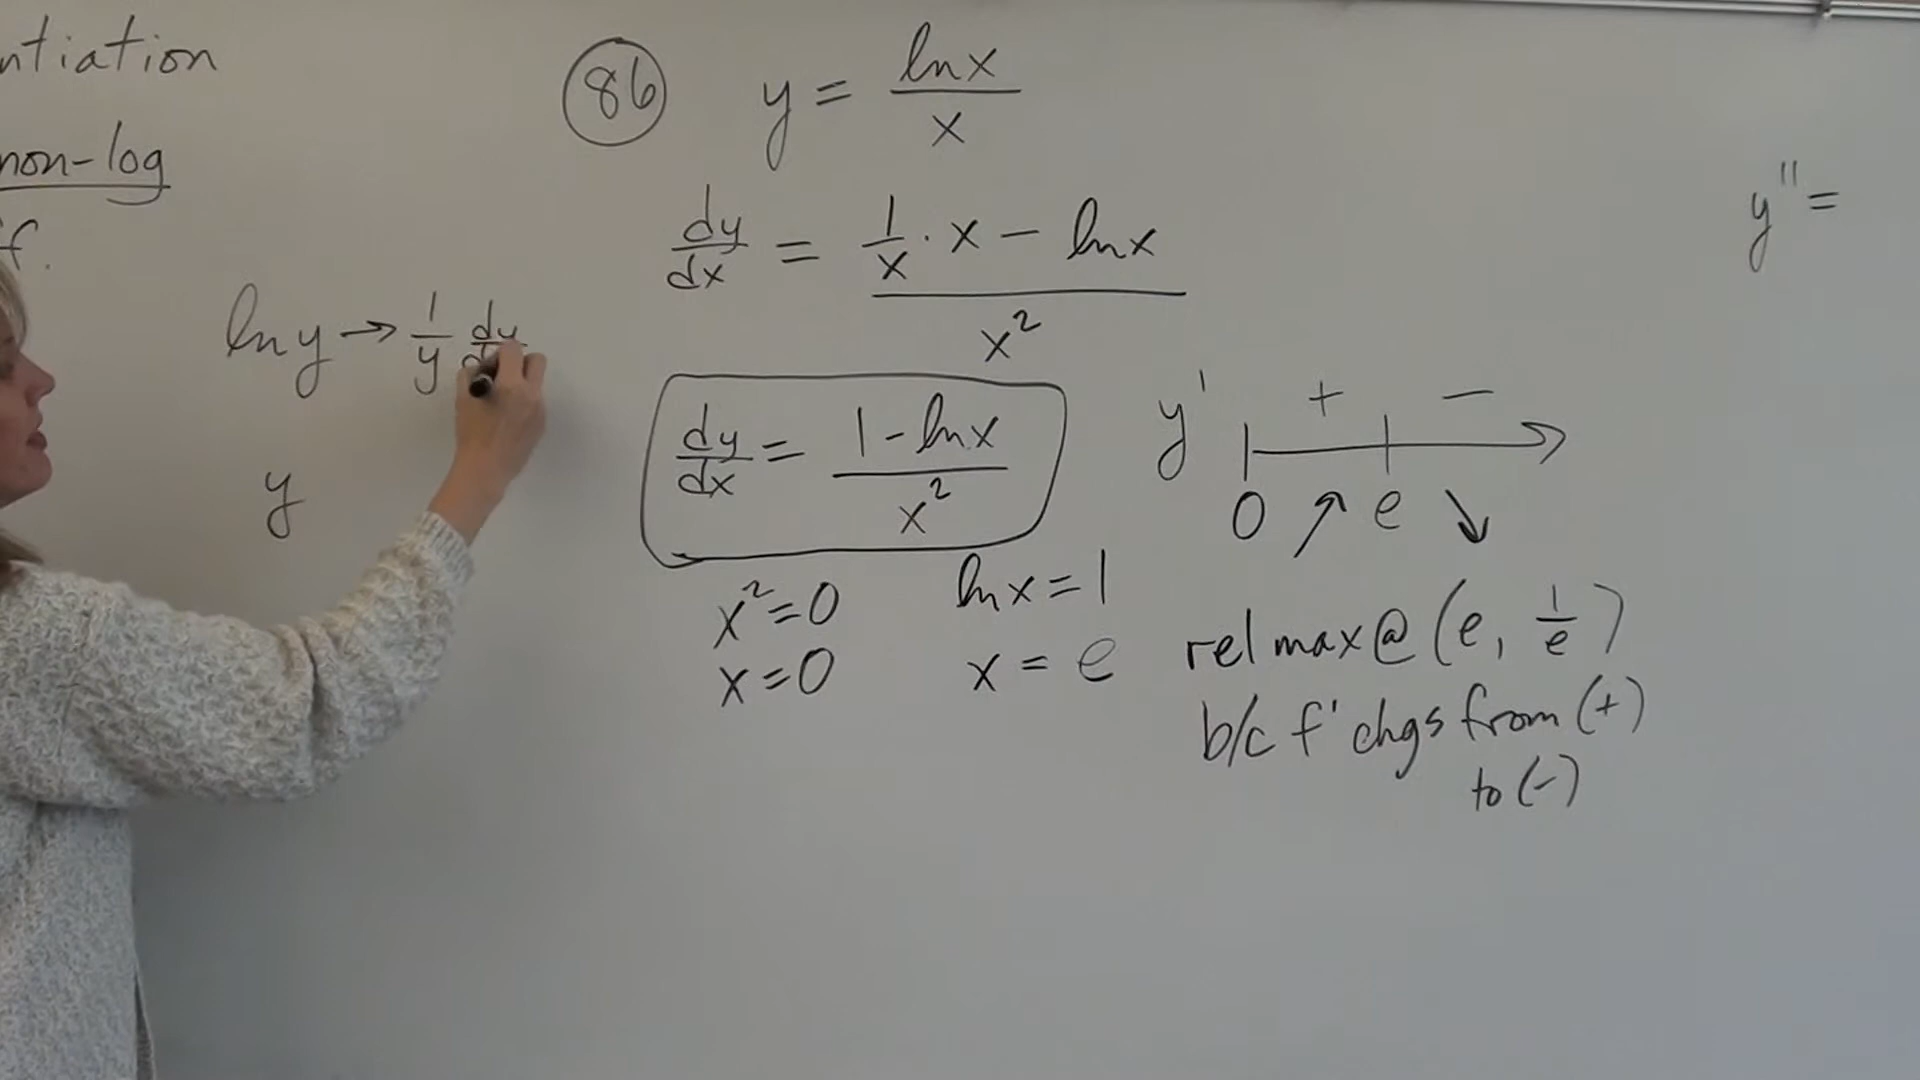 ntiation
non-log
f.
ln y → 1/y dy/d
y
86 y = ln x / x
dy/dx = (1/x · x - ln x) / x²
dy/dx = (1 - ln x) / x²
x² = 0 ln x = 1
x = 0 x = e
y' + -
0 ↗ e ↘
rel max @ (e, 1/e)
b/c f' chgs from (+)
to (-)
y'' =